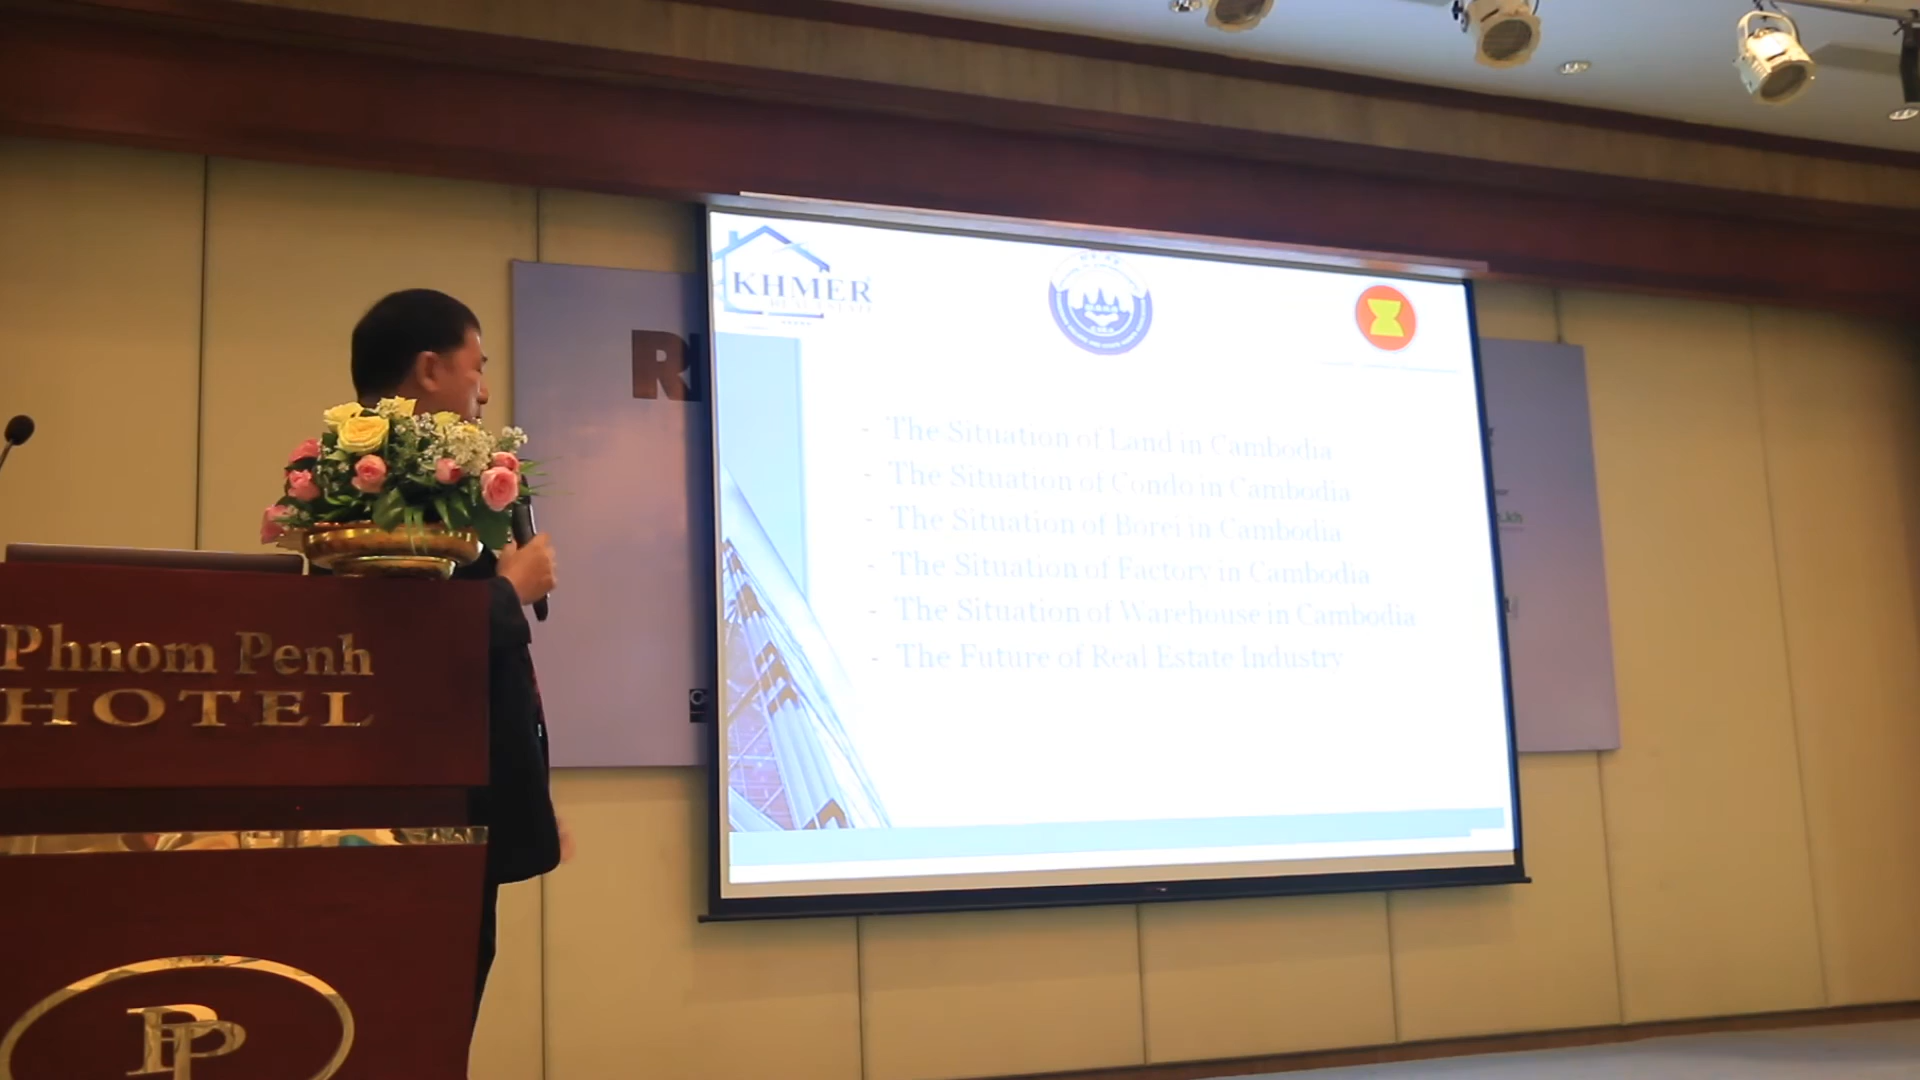 KHMER
REAL ESTATE
R
- The Situation of Land in Cambodia
- The Situation of Condo in Cambodia
- The Situation of Borei in Cambodia
- The Situation of Factory in Cambodia
- The Situation of Warehouse in Cambodia
- The Future of Real Estate Industry
Phnom Penh
HOTEL
PP